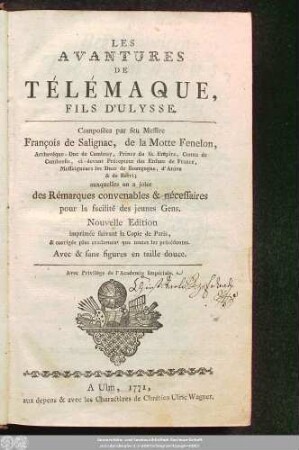 LES
AVANTURES
DE
TÉLÉMAQUE,
FILS D'ULYSSE.
Composées par feu Messire
François de Salignac, de la Motte Fenelon,
Archevêque-Duc de Cambray, Prince du St. Empire, Comte de
Cambresis, ci-devant Précepteur des Enfans de France,
Messeigneurs les Ducs de Bourgogne, d'Anjou
& de Berri;
auxquelles on a joint
des Rémarques convenables & nécessaires
pour la facilité des jeunes Gens.
Nouvelle Edition
imprimée suivant la Copie de Paris,
& corrigée plus exactement que toutes les précédentes.
Avec & sans figures en taille douce.
Avec Privilège de l'Academie Imperiale.
A Ulm, 1771,
aux depens & avec les Charactères de Chrétien Ulric Wagner.